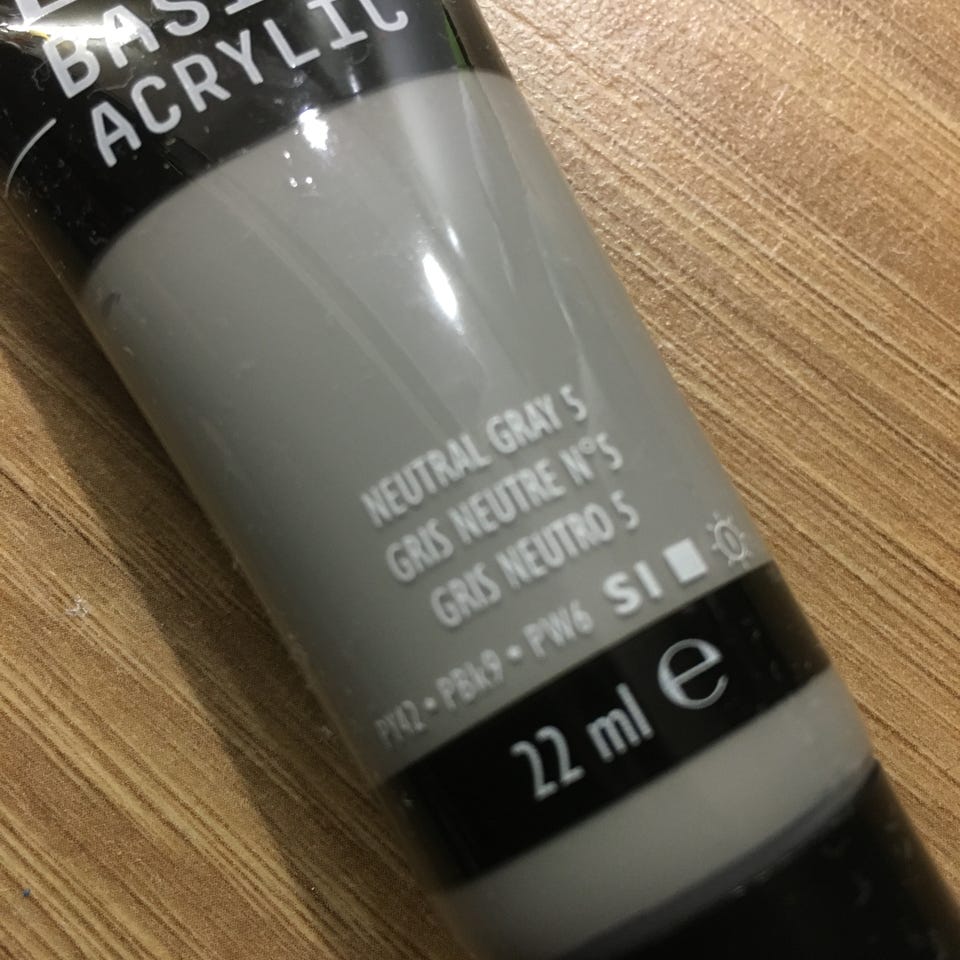 BASI
ACRYLIC
NEUTRAL GRAY 5
GRIS NEUTRE N°5
GRIS NEUTRO 5
PY42 • PBk9 • PW6 SI I
22 ml e